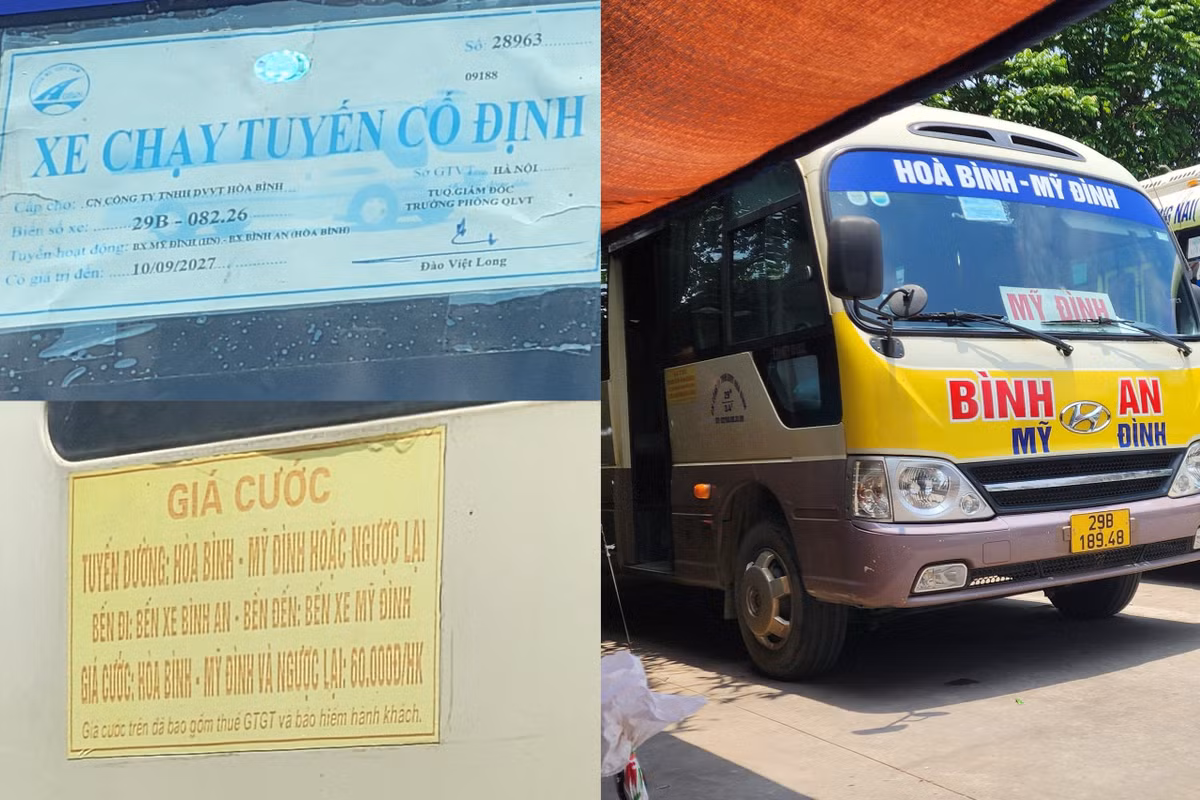 Số 28963
09188
XE CHẠY TUYẾN CỐ ĐỊNH
Cấp cho: CN CÔNG TY TNHH DVVT HÒA BÌNH
Biển số xe: 29B - 082.26
Tuyến hoạt động: BX MỸ ĐÌNH (HN) - BX BÌNH AN (HÒA BÌNH)
Có giá trị đến: 10/09/2027
Sở GTVT HÀ NỘI
TUQ.GIÁM ĐỐC
TRƯỞNG PHÒNG QLVT
Đào Việt Long
GIÁ CƯỚC
TUYẾN ĐƯỜNG: HÒA BÌNH - MỸ ĐÌNH HOẶC NGƯỢC LẠI
BẾN ĐI: BẾN XE BÌNH AN - BẾN ĐẾN: BẾN XE MỸ ĐÌNH
GIÁ CƯỚC: HÒA BÌNH - MỸ ĐÌNH VÀ NGƯỢC LẠI: 60.000Đ/HK
Giá cước trên đã bao gồm thuế GTGT và bảo hiểm hành khách.
HOÀ BÌNH - MỸ ĐÌNH
MỸ ĐÌNH
BÌNH AN
MỸ ĐÌNH
29B
189.48
NG NAI